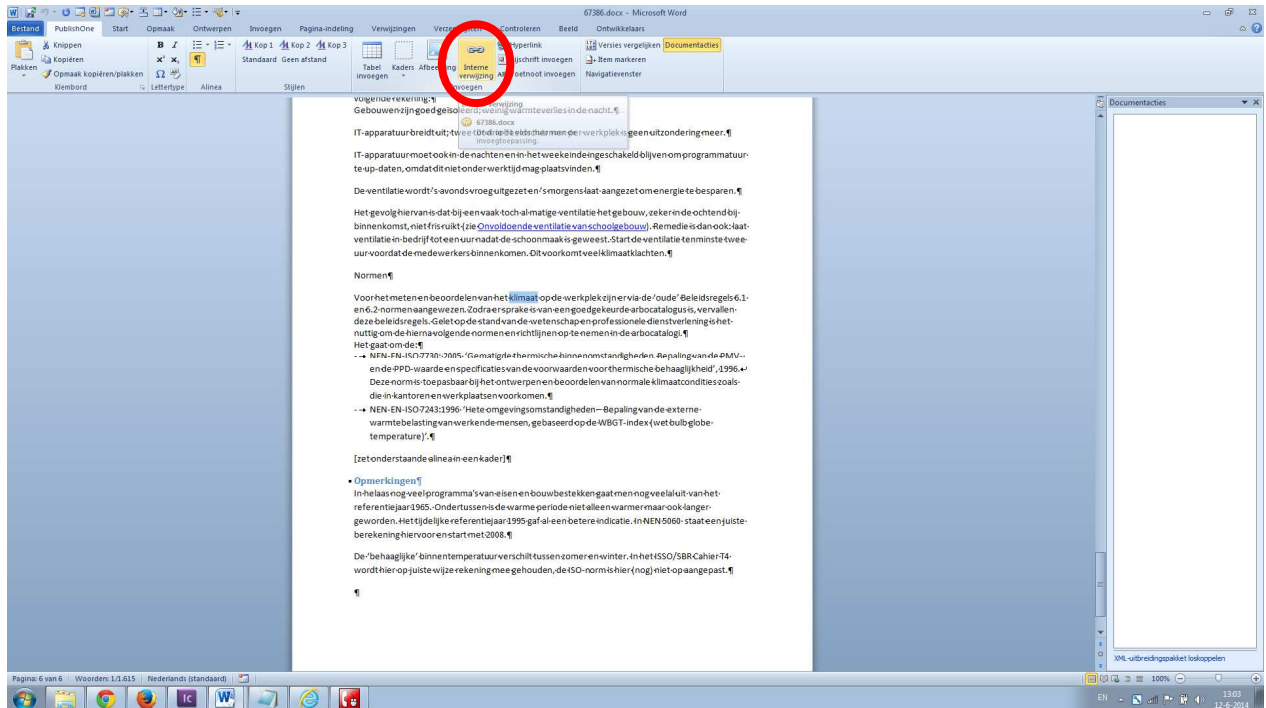 67386.docx - Microsoft Word
Bestand PublishOne Start Opmaak Ontwerpen Invoegen Pagina-indeling Verwijzingen Controleren Beeld Ontwikkelaars
Plakken
Knippen
Kopiëren
Opmaak kopiëren/plakken
Klembord
B I
x² x,
Lettertype
Alinea
Kop 1 Kop 2 Kop 3
Standaard Geen afstand
Stijlen
Tabel invoegen
Kaders
Interne verwijzing
Hyperlink
Bijschrift invoegen
Voetnoot invoegen
Versies vergelijken
Item markeren
Navigatievenster
Documentacties
volgende rekening:¶
Gebouwen zijn goed geïsoleerd; weinig warmteverlies in de nacht.¶
67386.docx
invoegtoepassing.
IT-apparatuur breidt uit; werkplek is geen uitzondering meer.¶
IT-apparatuur moet ook in de nachten en in het weekeinde ingeschakeld blijven om programmatuur
te up-daten, omdat dit niet onder werktijd mag plaatsvinden.¶
De ventilatie wordt 's avonds vroeg uitgezet en 's morgens laat aangezet om energie te besparen.¶
Het gevolg hiervan is dat bij een vaak toch al matige ventilatie het gebouw, zeker in de ochtend bij
binnenkomst, niet fris ruikt (zie Onvoldoende ventilatie van schoolgebouw). Remedie is dan ook: laat
ventilatie in bedrijf tot een uur nadat de schoonmaak is geweest. Start de ventilatie tenminste twee
uur voordat de medewerkers binnenkomen. Dit voorkomt veel klimaatklachten.¶
Normen¶
Voor het meten en beoordelen van het klimaat op de werkplek zijn er via de 'oude' Beleidsregels 6.1
en 6.2 normen aangewezen. Zodra er sprake is van een goedgekeurde arbocatalogus is, vervallen
deze beleidsregels. Gelet op de stand van de wetenschap en professionele dienstverlening is het
nuttig om de hierna volgende normen en richtlijnen op te nemen in de arbocatalogi.¶
Het gaat om de:¶
- → NEN-EN-ISO 7730: 2005 'Gematigde thermische binnenomstandigheden. Bepaling van de PMV-
en de PPD-waarde en specificaties van de voorwaarden voor thermische behaaglijkheid', 1996.↵
Deze norm is toepasbaar bij het ontwerpen en beoordelen van normale klimaatcondities zoals
die in kantoren en werkplaatsen voorkomen.¶
- → NEN-EN-ISO 7243:1996 'Hete omgevingsomstandigheden – Bepaling van de externe
warmtebelasting van werkende mensen, gebaseerd op de WBGT-index (wet bulb globe
temperature)'.¶
[zet onderstaande alinea in een kader]¶
Opmerkingen¶
In helaas nog veel programma's van eisen en bouwbestekken gaat men nog veelal uit van het
referentiejaar 1965. Ondertussen is de warme periode niet alleen warmer maar ook langer
geworden. Het tijdelijke referentiejaar 1995 gaf al een betere indicatie. In NEN 5060 staat een juiste
berekening hiervoor en start met 2008.¶
De 'behaaglijke' binnentemperatuur verschilt tussen zomer en winter. In het ISSO/SBR Cahier T4
wordt hier op juiste wijze rekening mee gehouden, de ISO-norm is hier (nog) niet op aangepast.¶
¶
Documentacties
XML-uitbreidingspakket loskoppelen
Pagina: 6 van 6 Woorden: 1/1.615 Nederlands (standaard)
100%
EN
13:03
12-6-2014